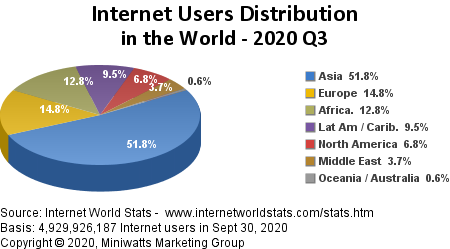 Internet Users Distribution
in the World - 2020 Q3
51.8%
14.8%
12.8%
9.5%
6.8%
3.7%
0.6%
Asia 51.8%
Europe 14.8%
Africa. 12.8%
Lat Am / Carib. 9.5%
North America 6.8%
Middle East 3.7%
Oceania / Australia 0.6%
Source: Internet World Stats - www.internetworldstats.com/stats.htm
Basis: 4,929,926,187 Internet users in Sept 30, 2020
Copyright © 2020, Miniwatts Marketing Group